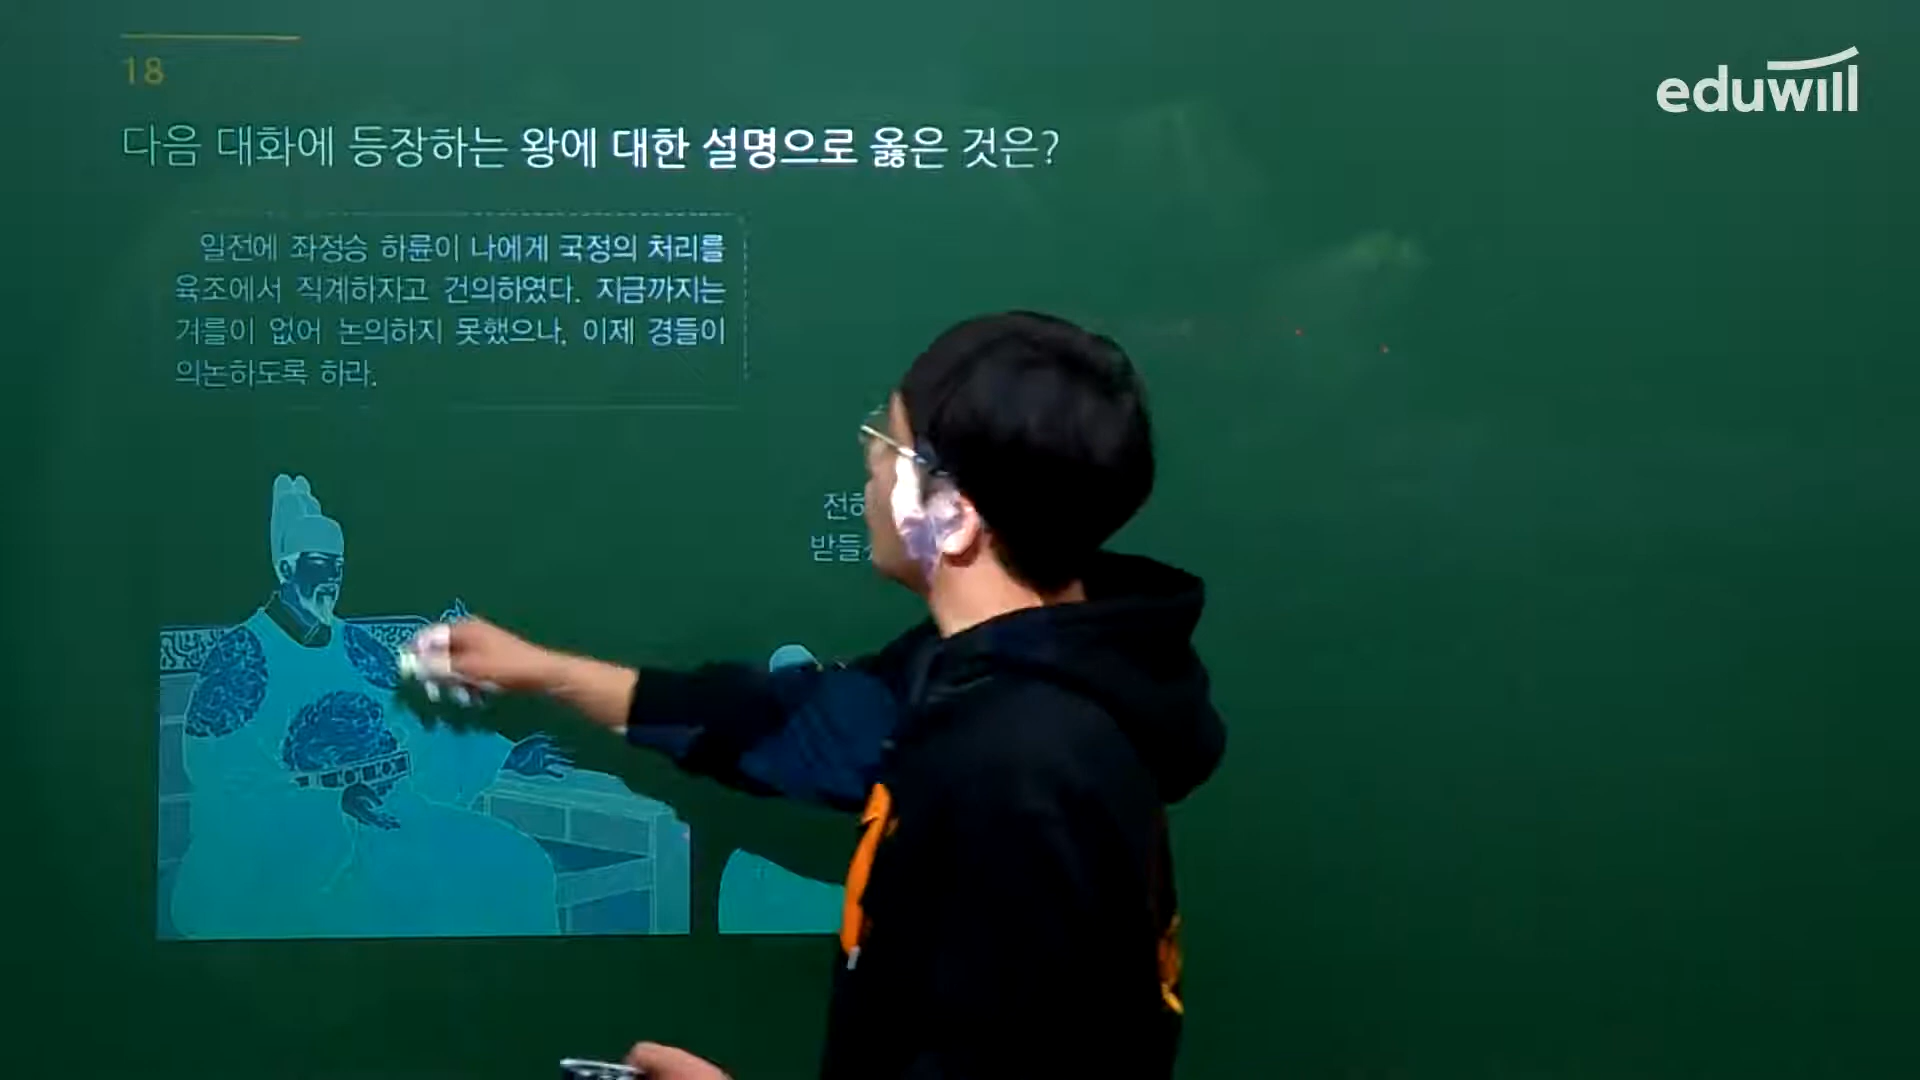 18
eduwill
다음 대화에 등장하는 왕에 대한 설명으로 옳은 것은?
일전에 좌정승 하륜이 나에게 국정의 처리를
육조에서 직계하자고 건의하였다. 지금까지는
겨를이 없어 논의하지 못했으나, 이제 경들이
의논하도록 하라.